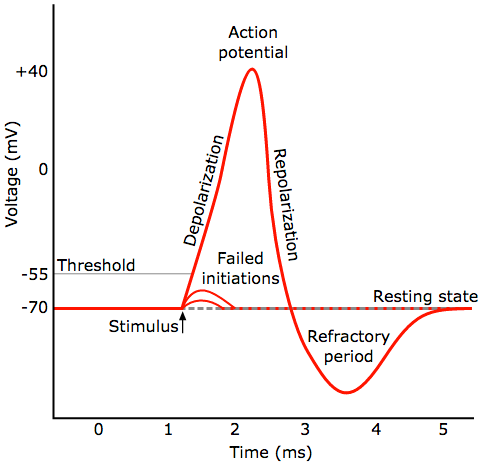 Action
potential
+40
Depolarization
Repolarization
0
Voltage (mV)
Failed
initiations
-55
Threshold
-70
Resting state
Stimulus
Refractory
period
0 1 2 3 4 5
Time (ms)